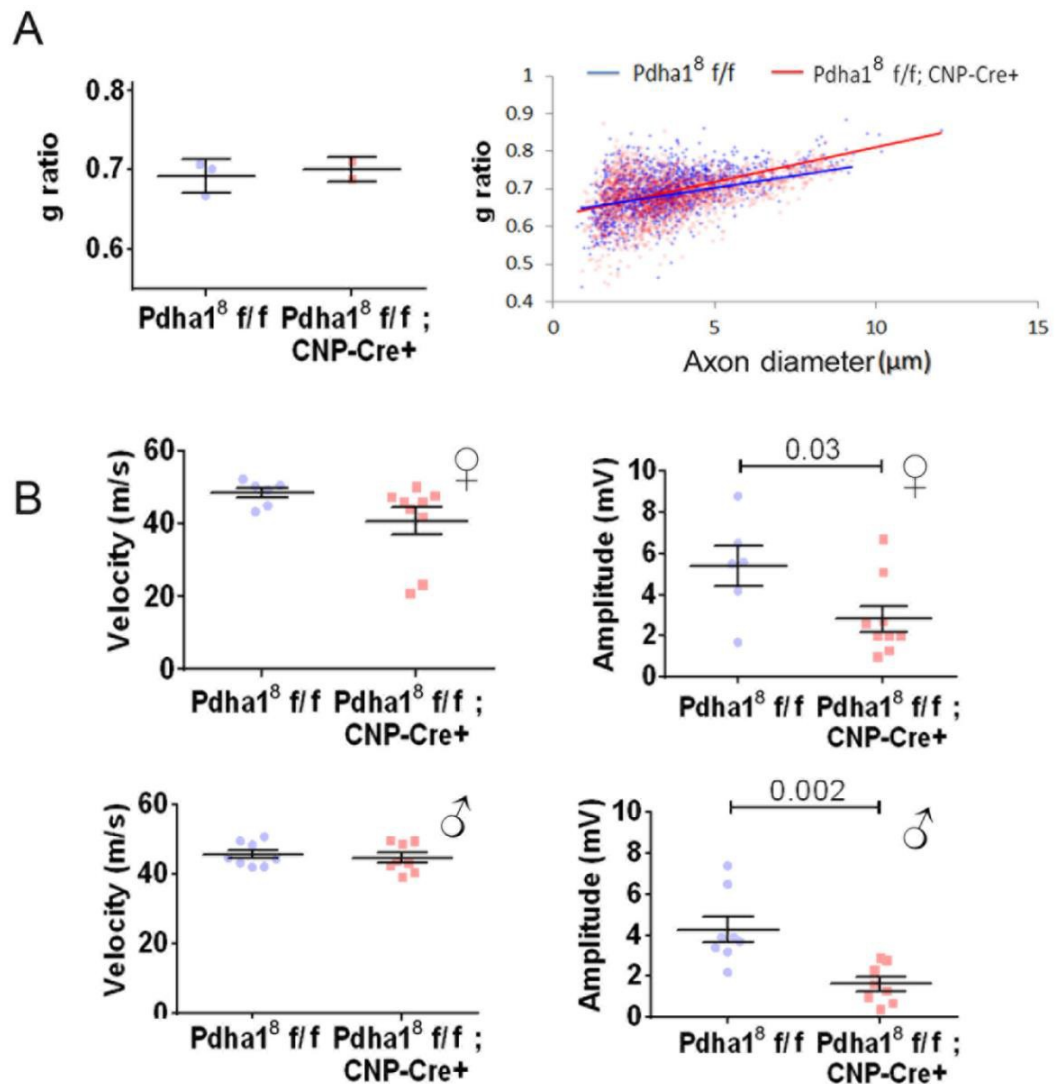 A
g ratio
0.8
0.7
0.6
Pdha1⁸ f/f
Pdha1⁸ f/f ;
CNP-Cre+
Pdha1⁸ f/f
Pdha1⁸ f/f; CNP-Cre+
g ratio
1
0.9
0.8
0.7
0.6
0.5
0.4
0
5
10
15
Axon diameter(µm)
B
Velocity (m/s)
60
40
20
0
♀
Pdha1⁸ f/f
Pdha1⁸ f/f ;
CNP-Cre+
Amplitude (mV)
0.03
♀
10
8
6
4
2
0
Pdha1⁸ f/f
Pdha1⁸ f/f ;
CNP-Cre+
Velocity (m/s)
60
40
20
0
♂
Pdha1⁸ f/f
Pdha1⁸ f/f ;
CNP-Cre+
Amplitude (mV)
0.002
♂
10
8
6
4
2
0
Pdha1⁸ f/f
Pdha1⁸ f/f ;
CNP-Cre+